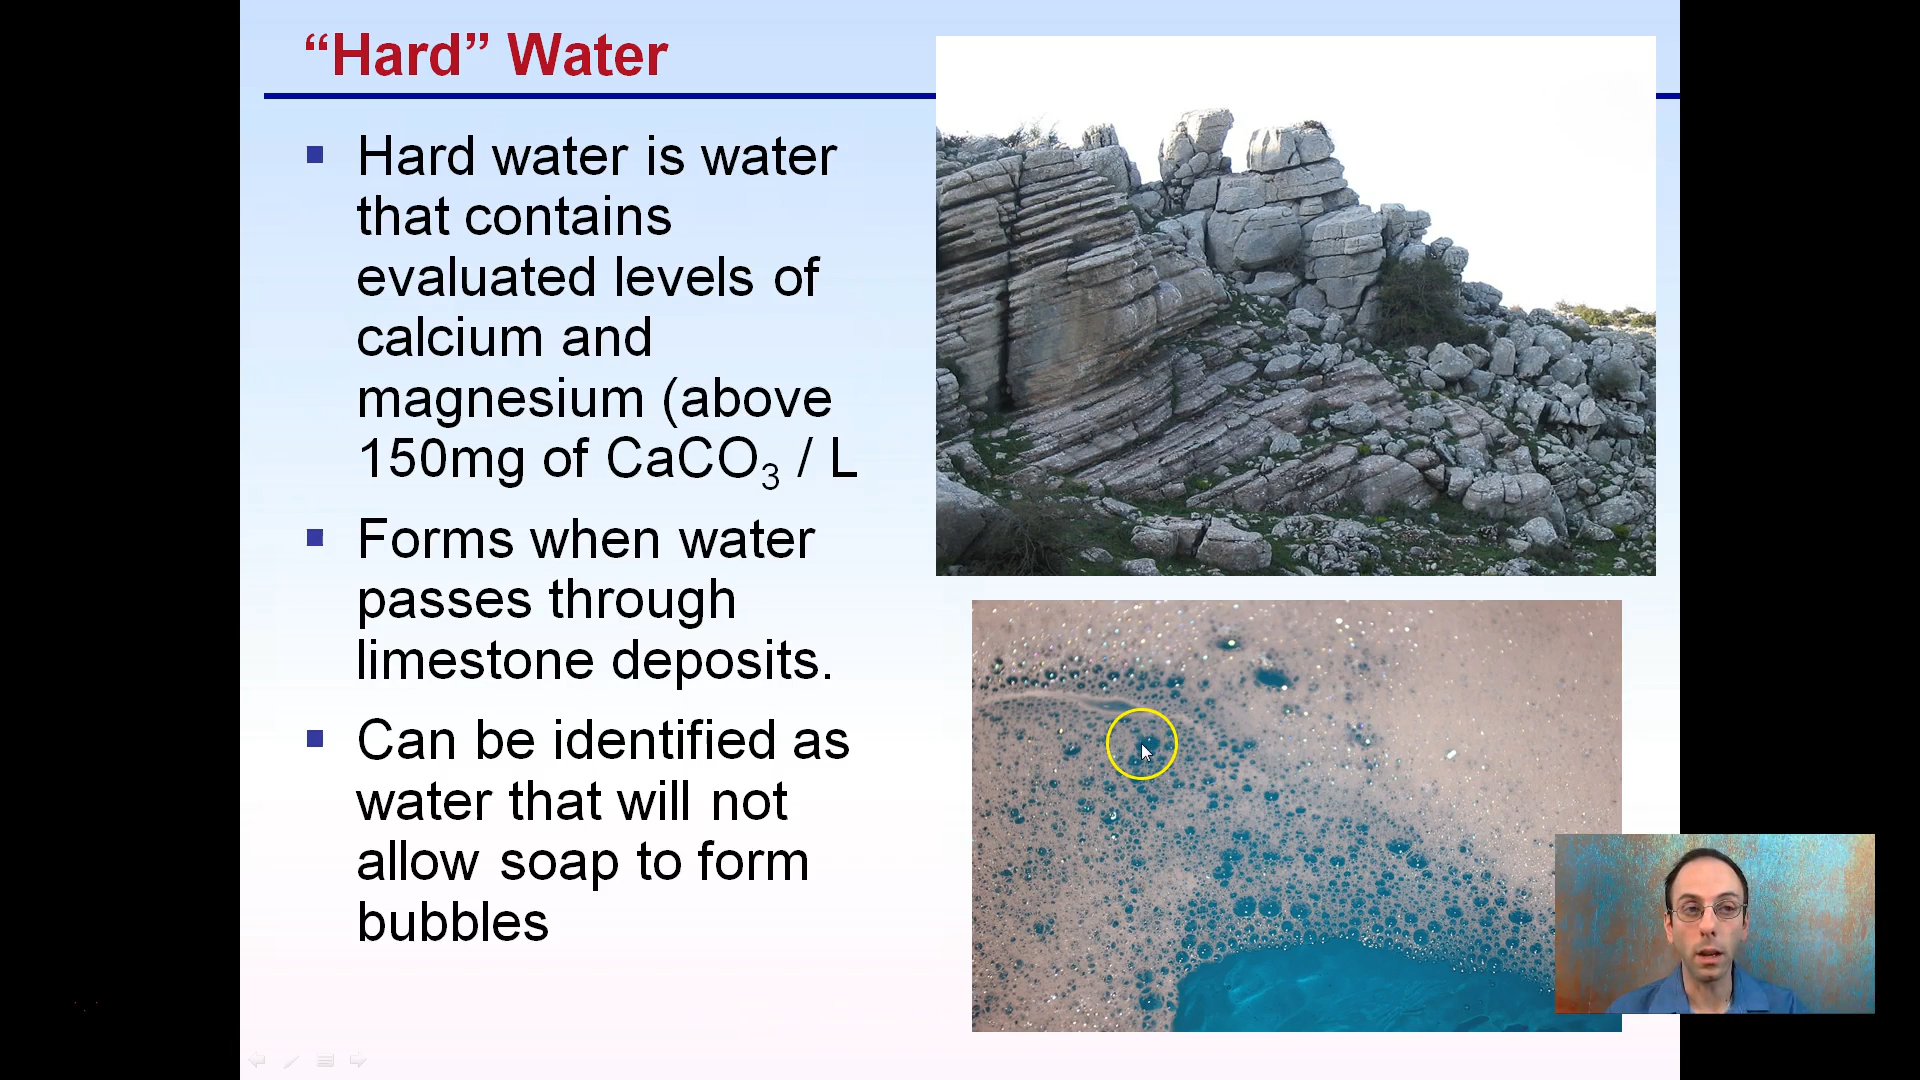 “Hard” Water
▪ Hard water is water
that contains
evaluated levels of
calcium and
magnesium (above
150mg of CaCO₃ / L
▪ Forms when water
passes through
limestone deposits.
▪ Can be identified as
water that will not
allow soap to form
bubbles